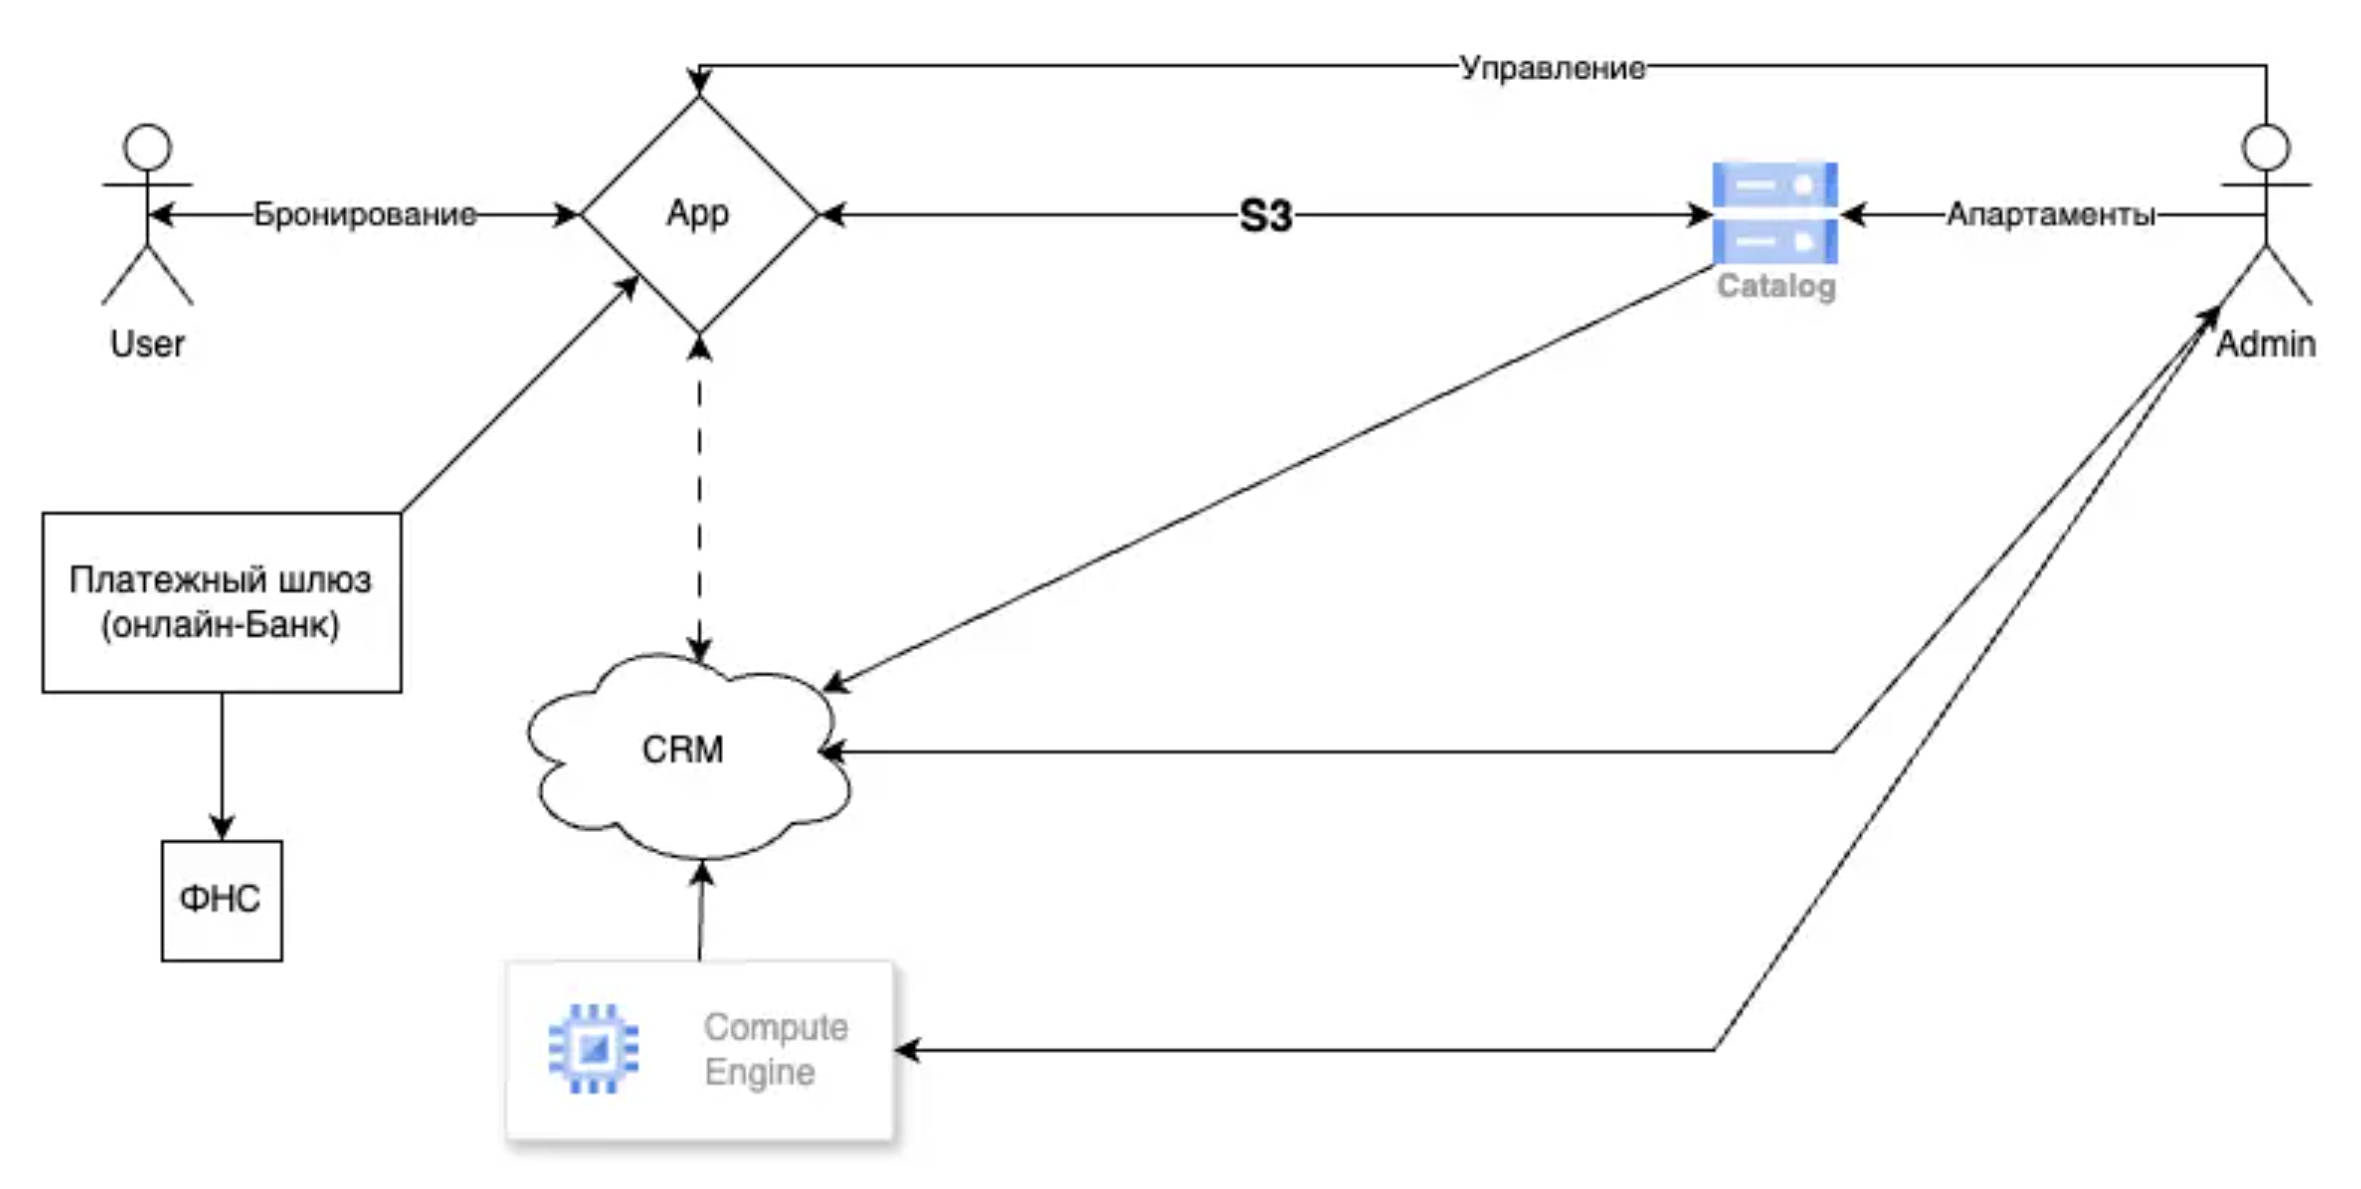 Управление
Бронирование
App
S3
Апартаменты
Catalog
User
Admin
Платежный шлюз
(онлайн-Банк)
CRM
ФНС
Compute
Engine